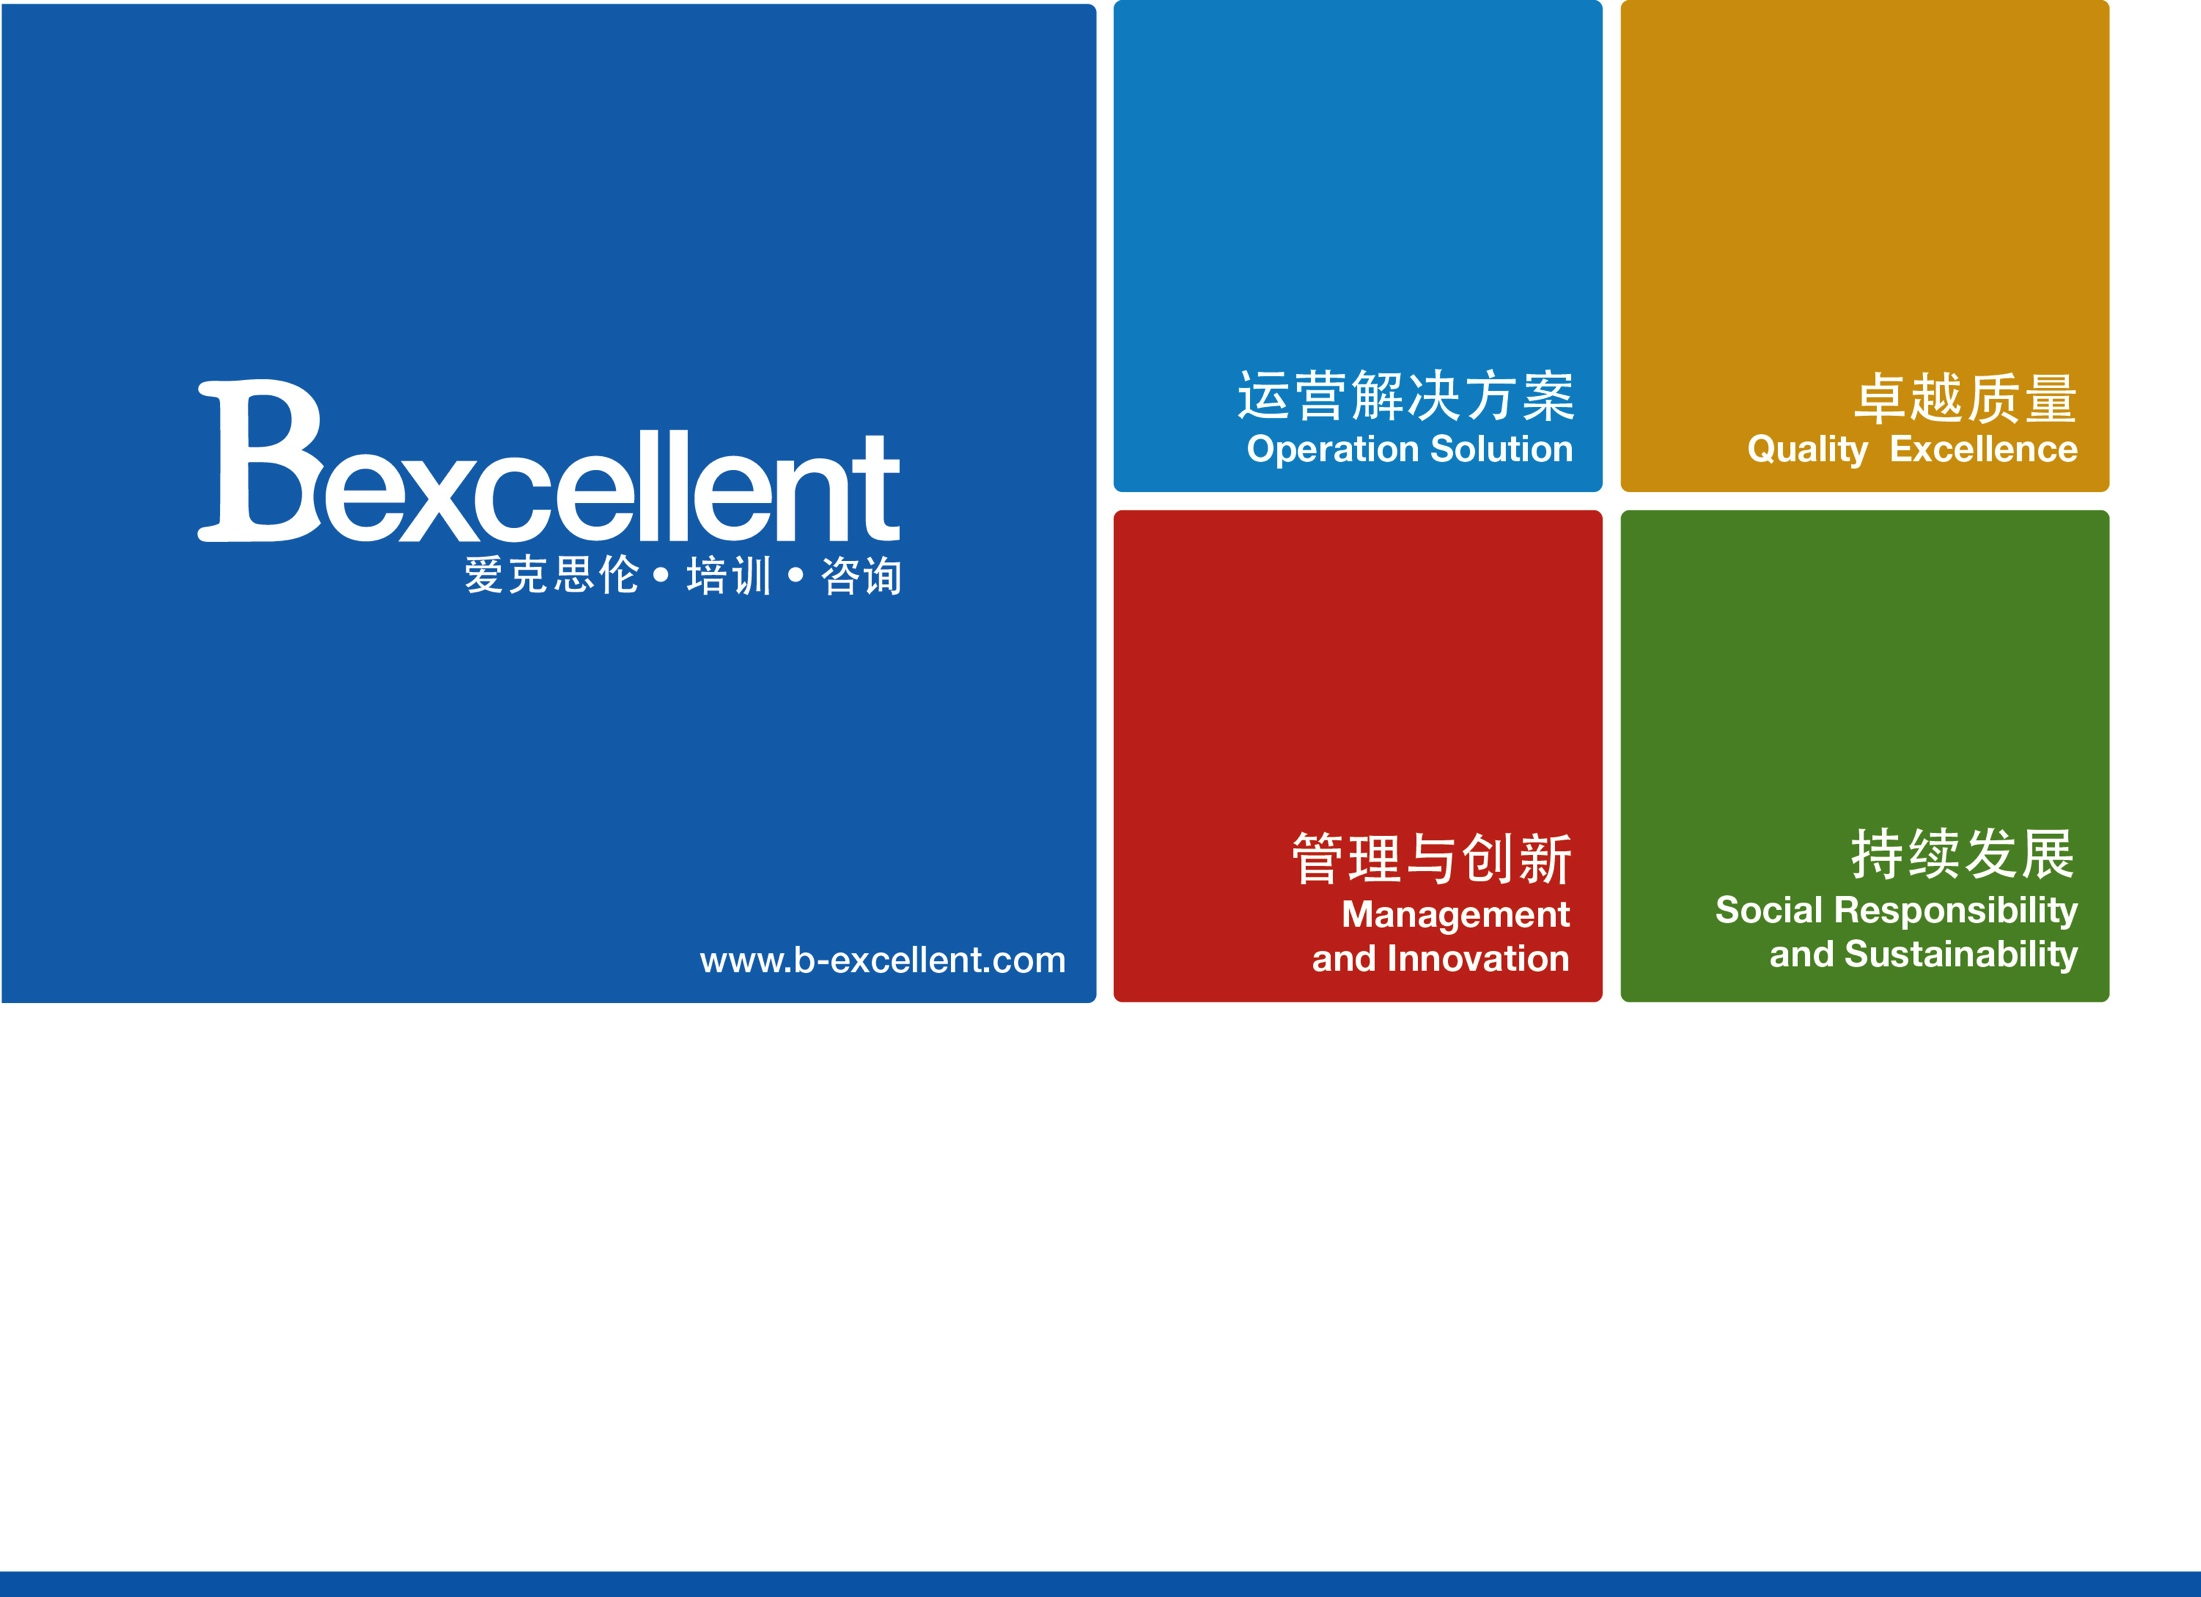 Bexcellent
爱克思伦•培训•咨询
www.b-excellent.com
运营解决方案
Operation Solution
卓越质量
Quality Excellence
管理与创新
Management
and Innovation
持续发展
Social Responsibility
and Sustainability